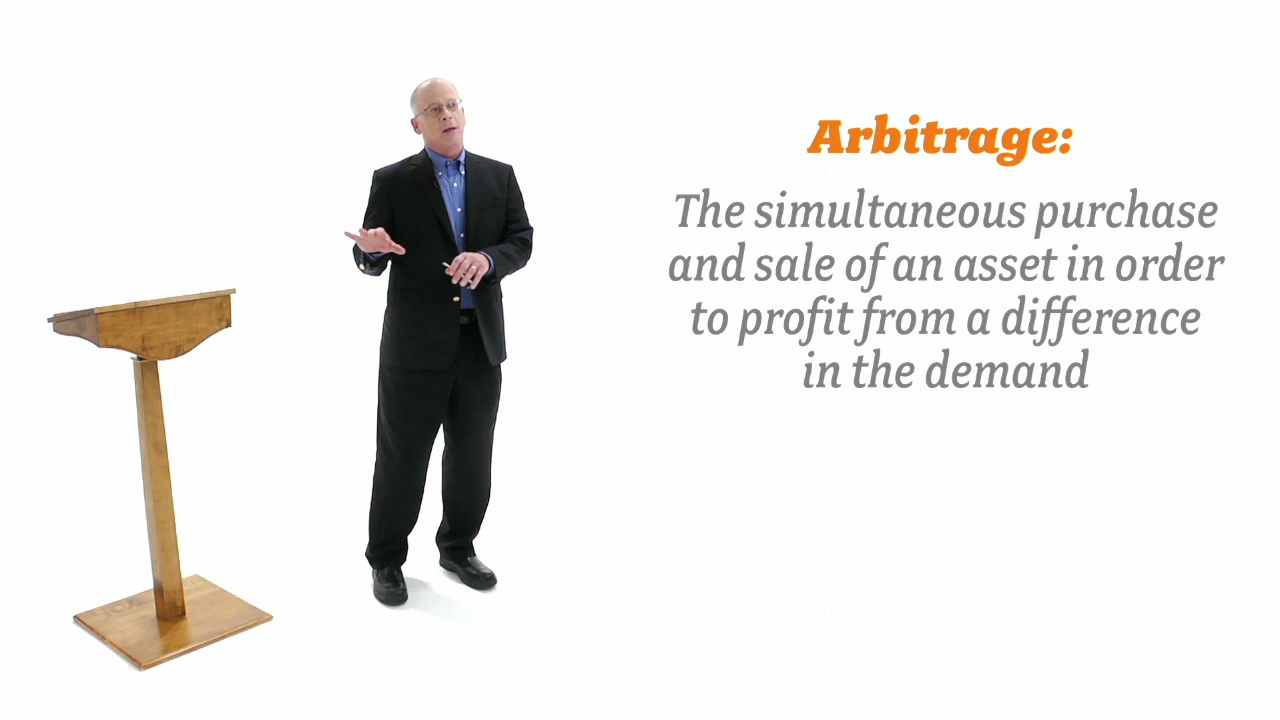 Arbitrage:
The simultaneous purchase
and sale of an asset in order
to profit from a difference
in the demand